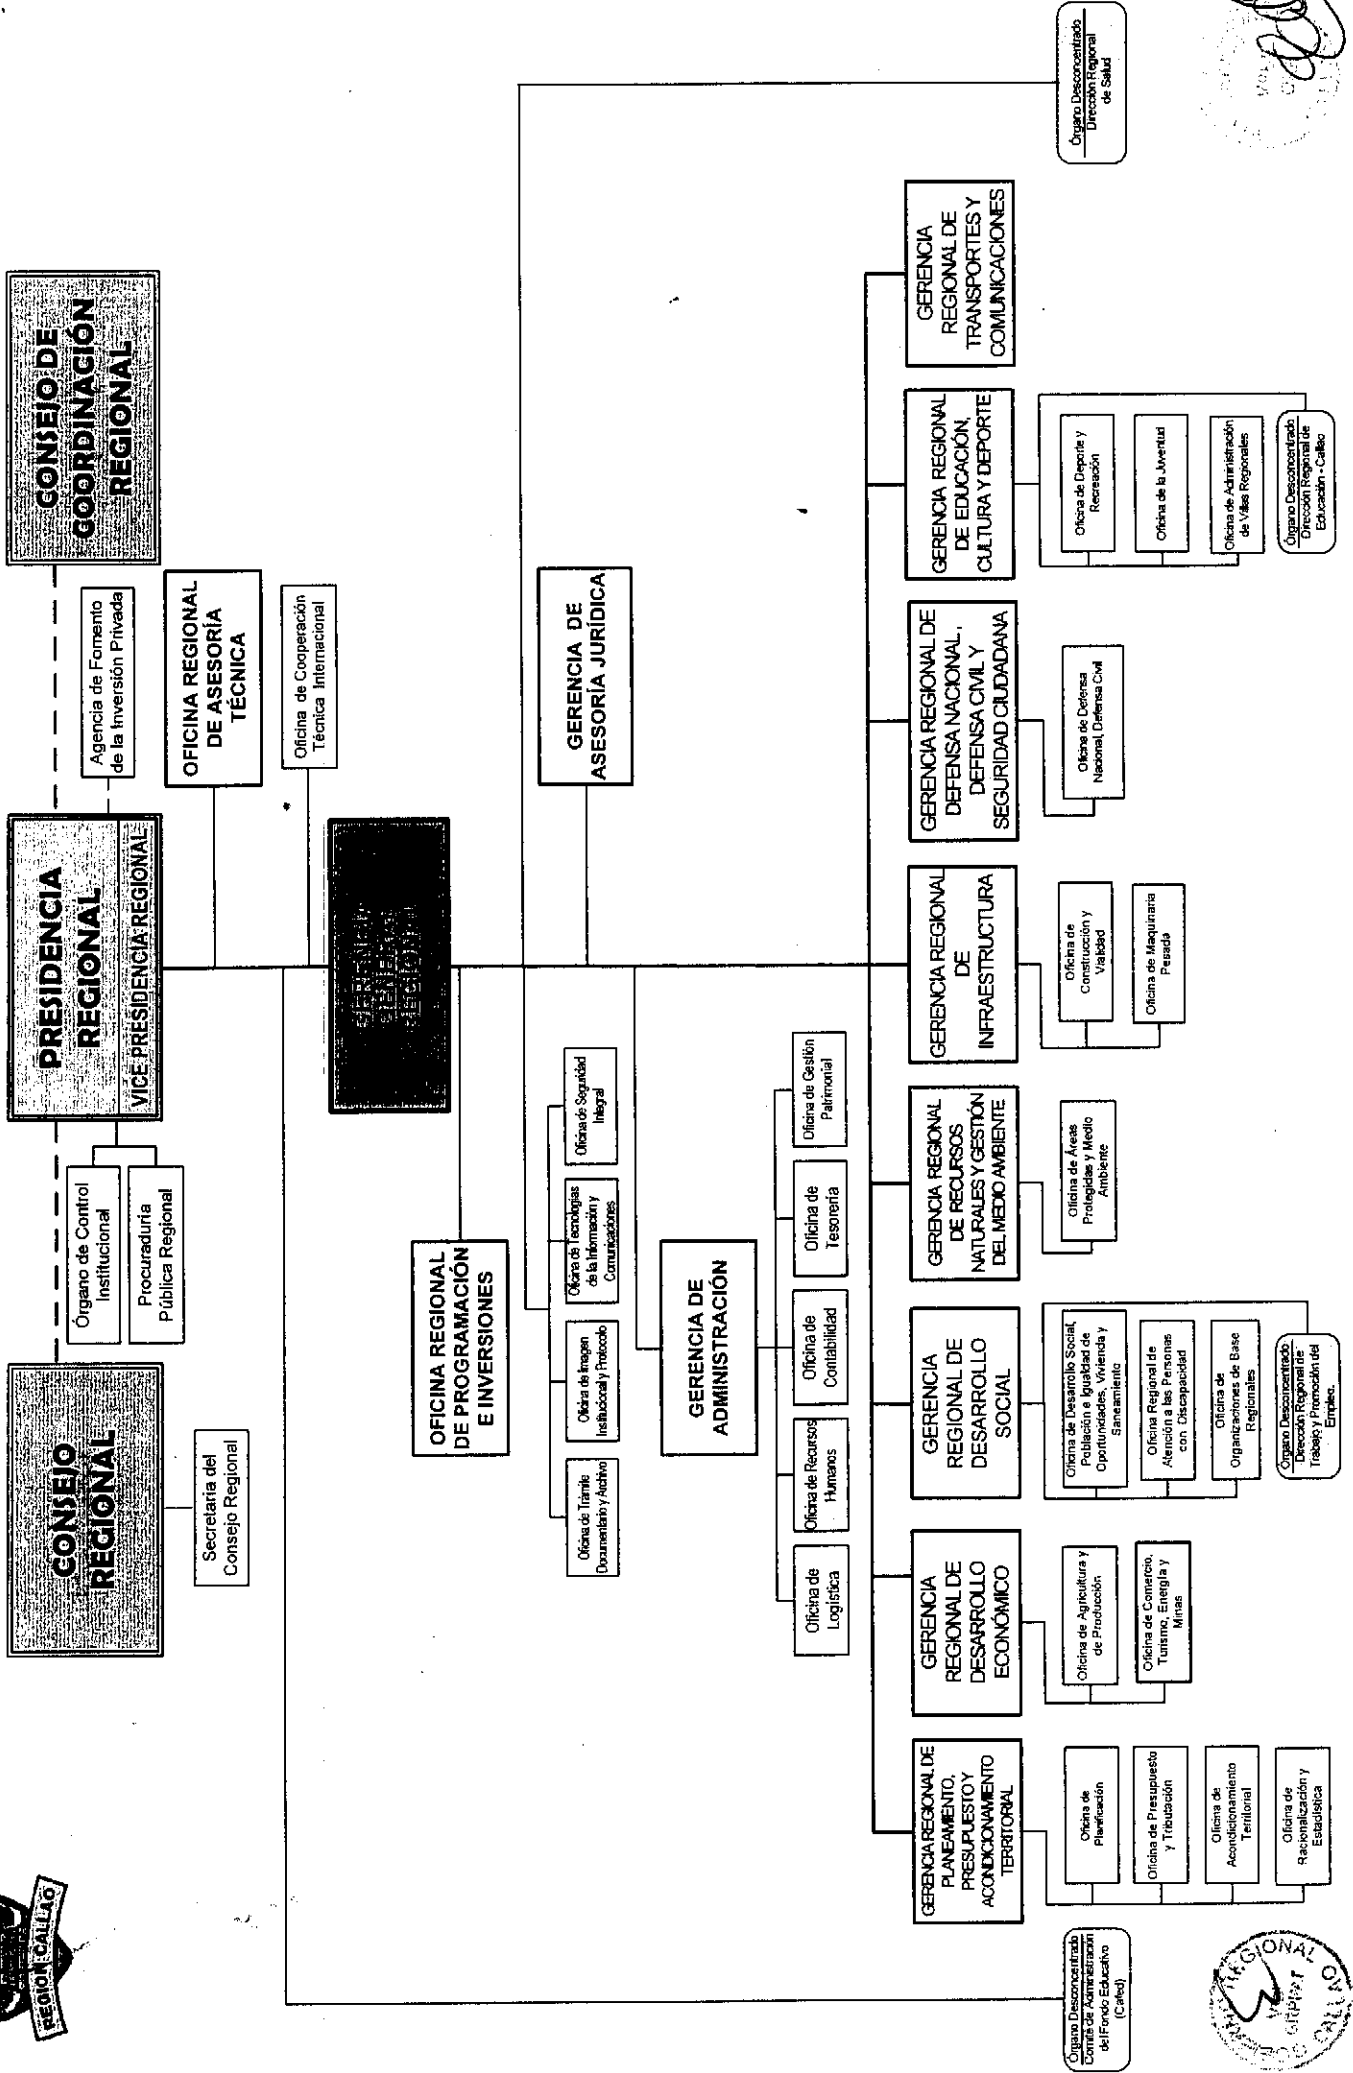 REGION CALLAO
CONSEJO
REGIONAL
PRESIDENCIA
REGIONAL
VICE PRESIDENCIA REGIONAL
CONSEJO DE
COORDINACIÓN
REGIONAL
Secretaria del
Consejo Regional
Órgano de Control
Institucional
Procuraduría
Pública Regional
Agencia de Fomento
de la Inversión Privada
OFICINA REGIONAL
DE ASESORÍA
TÉCNICA
Oficina de Cooperación
Técnica Internacional
GERENCIA
GENERAL
REGIONAL
OFICINA REGIONAL
DE PROGRAMACIÓN
E INVERSIONES
GERENCIA DE
ASESORÍA JURÍDICA
Oficina de Trámite
Documentario y Archivo
Oficina de Imagen
Institucional y Protocolo
Oficina de Tecnologías
de la Información y
Comunicaciones
Oficina de Seguridad
Integral
GERENCIA DE
ADMINISTRACIÓN
Oficina de
Logística
Oficina de Recursos
Humanos
Oficina de
Contabilidad
Oficina de
Tesorería
Oficina de Gestión
Patrimonial
GERENCIA REGIONAL DE
PLANEAMIENTO,
PRESUPUESTO Y
ACONDICIONAMIENTO
TERRITORIAL
GERENCIA
REGIONAL DE
DESARROLLO
ECONÓMICO
GERENCIA
REGIONAL DE
DESARROLLO
SOCIAL
GERENCIA REGIONAL
DE RECURSOS
NATURALES Y GESTIÓN
DEL MEDIO AMBIENTE
GERENCIA REGIONAL
DE
INFRAESTRUCTURA
GERENCIA REGIONAL DE
DEFENSA NACIONAL,
DEFENSA CIVIL Y
SEGURIDAD CIUDADANA
GERENCIA REGIONAL
DE EDUCACIÓN,
CULTURA Y DEPORTE
GERENCIA
REGIONAL DE
TRANSPORTES Y
COMUNICACIONES
Órgano Desconcentrado
Comité de Administración
del Fondo Educativo
(Cafed)
Oficina de
Planificación
Oficina de Presupuesto
y Tributación
Oficina de
Acondicionamiento
Territorial
Oficina de
Racionalización y
Estadística
Oficina de Agricultura y
de Producción
Oficina de Comercio,
Turismo, Energía y
Minas
Oficina de Desarrollo Social,
Población e Igualdad de
Oportunidades, Vivienda y
Saneamiento
Oficina Regional de
Atención a las Personas
con Discapacidad
Oficina de
Organizaciones de Base
Regionales
Órgano Desconcentrado
Dirección Regional de
Trabajo y Promoción del
Empleo.
Oficina de Áreas
Protegidas y Medio
Ambiente
Oficina de
Construcción y
Vialidad
Oficina de Maquinaria
Pesada
Oficina de Defensa
Nacional, Defensa Civil
Oficina de Deporte y
Recreación
Oficina de la Juventud
Oficina de Administración
de Villas Regionales
Órgano Desconcentrado
Dirección Regional de
Educación - Callao
Órgano Desconcentrado
Dirección Regional
de Salud
REGIONAL
CALLAO